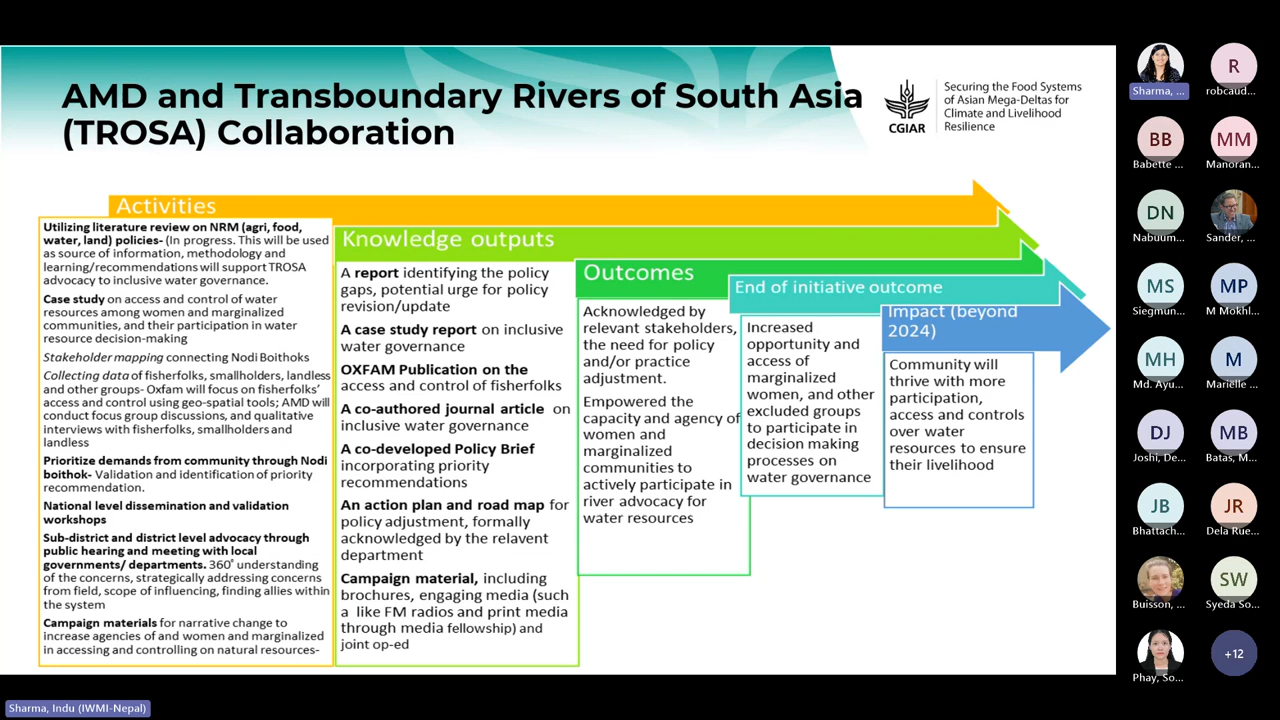 AMD and Transboundary Rivers of South Asia
(TROSA) Collaboration
CGIAR
Securing the Food Systems
of Asian Mega-Deltas for
Climate and Livelihood
Resilience
Activities
Utilizing literature review on NRM (agri, food,
water, land) policies- (In progress. This will be used
as source of information, methodology and
learning/recommendations will support TROSA
advocacy to inclusive water governance.
Case study on access and control of water
resources among women and marginalized
communities, and their participation in water
resource decision-making
Stakeholder mapping connecting Nodi Boithoks
Collecting data of fisherfolks, smallholders, landless
and other groups- Oxfam will focus on fisherfolks’
access and control using geo-spatial tools; AMD will
conduct focus group discussions, and qualitative
interviews with fisherfolks, smallholders and
landless
Prioritize demands from community through Nodi
boithok- Validation and identification of priority
recommendation.
National level dissemination and validation
workshops
Sub-district and district level advocacy through
public hearing and meeting with local
governments/ departments. 360° understanding
of the concerns, strategically addressing concerns
from field, scope of influencing, finding allies within
the system
Campaign materials for narrative change to
increase agencies of and women and marginalized
in accessing and controlling on natural resources-
Knowledge outputs
A report identifying the policy
gaps, potential urge for policy
revision/update
A case study report on inclusive
water governance
OXFAM Publication on the
access and control of fisherfolks
A co-authored journal article on
inclusive water governance
A co-developed Policy Brief
incorporating priority
recommendations
An action plan and road map for
policy adjustment, formally
acknowledged by the relavent
department
Campaign material, including
brochures, engaging media (such
a like FM radios and print media
through media fellowship) and
joint op-ed
Outcomes
Acknowledged by
relevant stakeholders,
the need for policy
and/or practice
adjustment.
Empowered the
capacity and agency of
women and
marginalized
communities to
actively participate in
river advocacy for
water resources
End of initiative outcome
Increased
opportunity and
access of
marginalized
women, and other
excluded groups
to participate in
decision making
processes on
water governance
Impact (beyond
2024)
Community will
thrive with more
participation,
access and controls
over water
resources to ensure
their livelihood
Sharma, ...
R
robcaud...
BB
Babette ...
MM
Manoran...
DN
Nabuum...
Sander, ...
MS
Siegmun...
MP
M Mokhl...
MH
Md. Ayu...
M
Marielle ...
DJ
Joshi, De...
MB
Batas, M...
JB
Bhattach...
JR
Dela Rue...
Buisson, ...
SW
Syeda So...
Phay, So...
+12
Sharma, Indu (IWMI-Nepal)